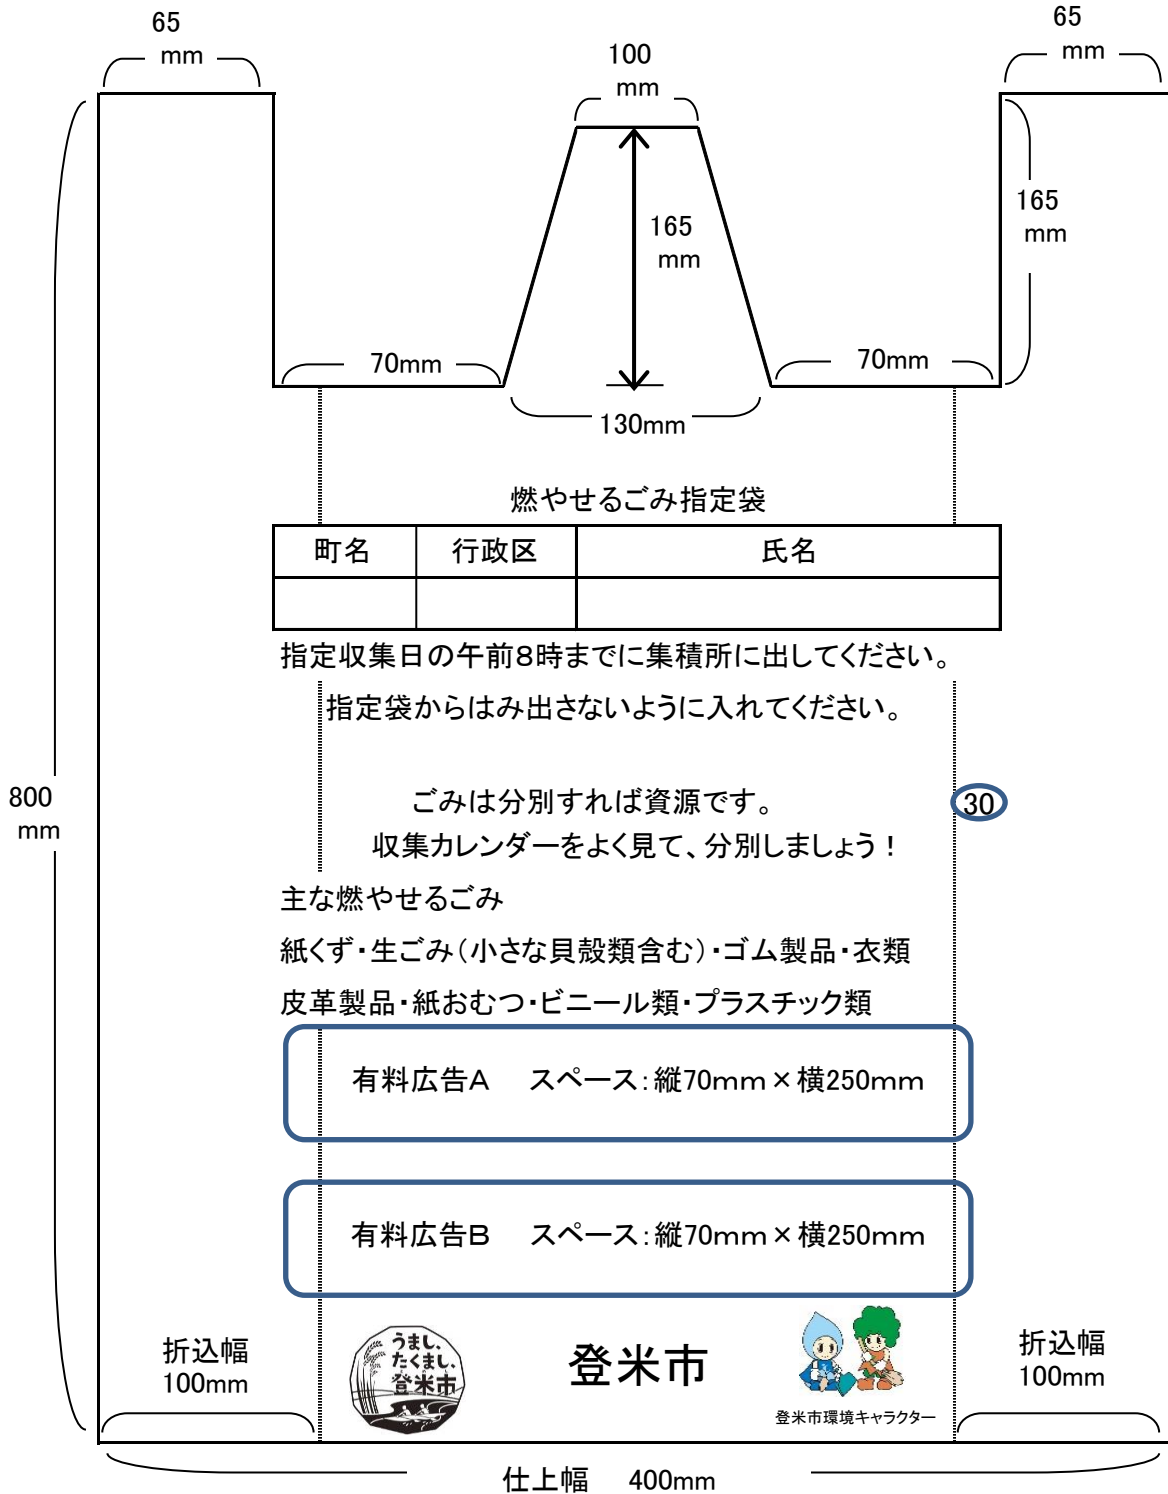 65
mm
65
mm
100
mm
165
mm
165
mm
70mm
70mm
130mm
燃やせるごみ指定袋
町名 行政区 氏名
指定収集日の午前8時までに集積所に出してください。
指定袋からはみ出さないように入れてください。
800
mm
ごみは分別すれば資源です。
30
収集カレンダーをよく見て、分別しましょう！
主な燃やせるごみ
紙くず・生ごみ（小さな貝殻類含む）・ゴム製品・衣類
皮革製品・紙おむつ・ビニール類・プラスチック類
有料広告A スペース：縦70mm×横250mm
有料広告B スペース：縦70mm×横250mm
折込幅
100mm
うまし、
たくまし、
登米市
登米市
登米市環境キャラクター
折込幅
100mm
仕上幅 400mm